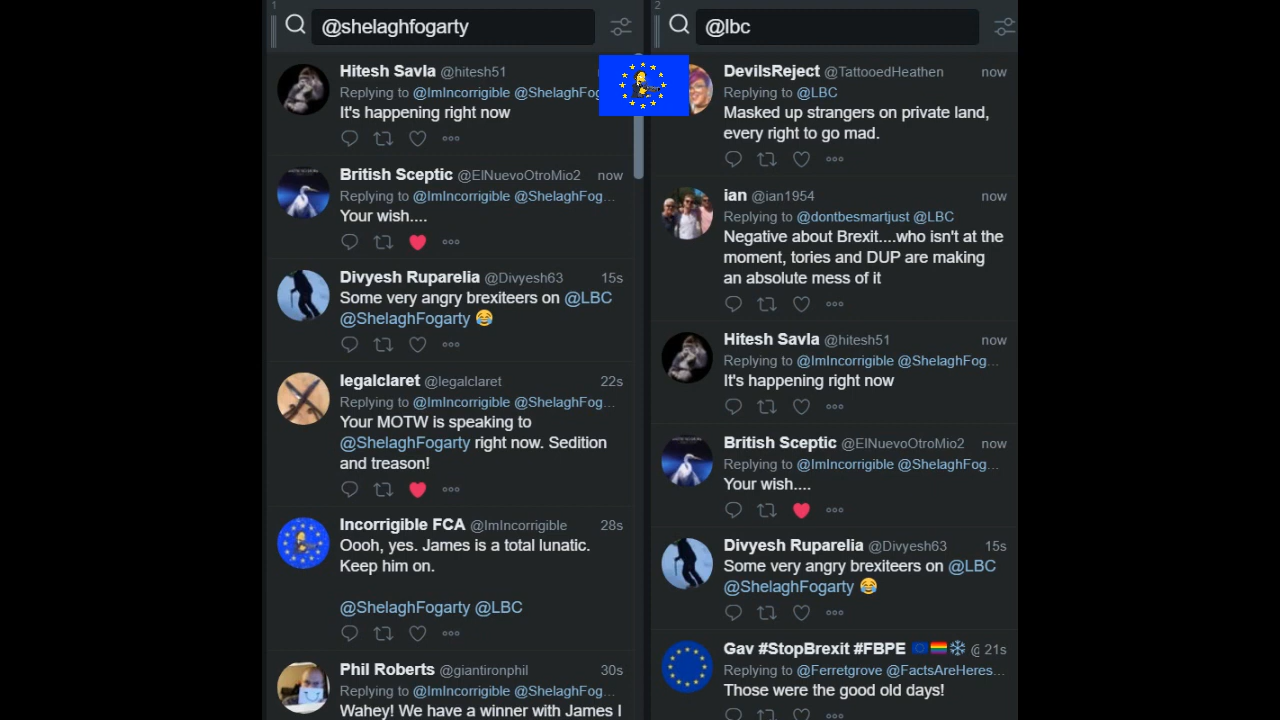 1
@shelaghfogarty
Hitesh Savla @hitesh51
Replying to @ImIncorrigible @ShelaghFog
It's happening right now
British Sceptic @ElNuevoOtroMio2 now
Replying to @ImIncorrigible @ShelaghFog...
Your wish....
Divyesh Ruparelia @Divyesh63 15s
Some very angry brexiteers on @LBC
@ShelaghFogarty 😂
legalclaret @legalclaret 22s
Replying to @ImIncorrigible @ShelaghFog...
Your MOTW is speaking to
@ShelaghFogarty right now. Sedition
and treason!
Incorrigible FCA @ImIncorrigible 28s
Oooh, yes. James is a total lunatic.
Keep him on.
@ShelaghFogarty @LBC
Phil Roberts @giantironphil 30s
Replying to @ImIncorrigible @ShelaghFog...
Wahey! We have a winner with James I
2
@lbc
DevilsReject @TattooedHeathen now
Replying to @LBC
Masked up strangers on private land,
every right to go mad.
ian @ian1954 now
Replying to @dontbesmartjust @LBC
Negative about Brexit....who isn't at the
moment, tories and DUP are making
an absolute mess of it
Hitesh Savla @hitesh51 now
Replying to @ImIncorrigible @ShelaghFog...
It's happening right now
British Sceptic @ElNuevoOtroMio2 now
Replying to @ImIncorrigible @ShelaghFog...
Your wish....
Divyesh Ruparelia @Divyesh63 15s
Some very angry brexiteers on @LBC
@ShelaghFogarty 😂
Gav #StopBrexit #FBPE 🇪🇺🏳️‍🌈❄️ @ 21s
Replying to @Ferretgrove @FactsAreHeres...
Those were the good old days!